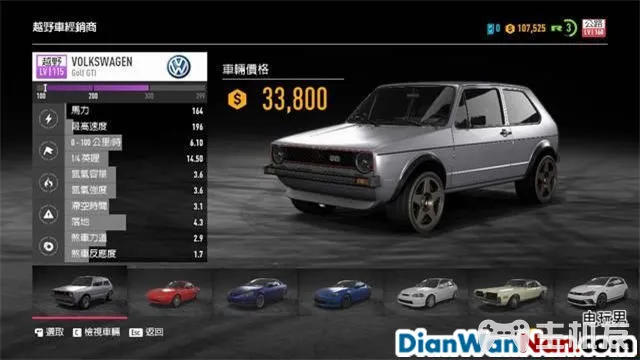 越野車經銷商
0
107,525
3
公路
LV|160
越野
LV|115
VOLKSWAGEN
Golf GTI
100
200
300
399
車輛價格
33,800
馬力 164
最高速度 196
0 - 100 公里/時 6.10
1/4 英哩 14.50
氮氣容量 3.6
氮氣強度 3.6
滯空時間 3.1
落地 4.3
煞車力道 2.9
煞車反應度 1.7
選取
C 檢視車輛
Esc 返回
电玩男
DianWanNan.com